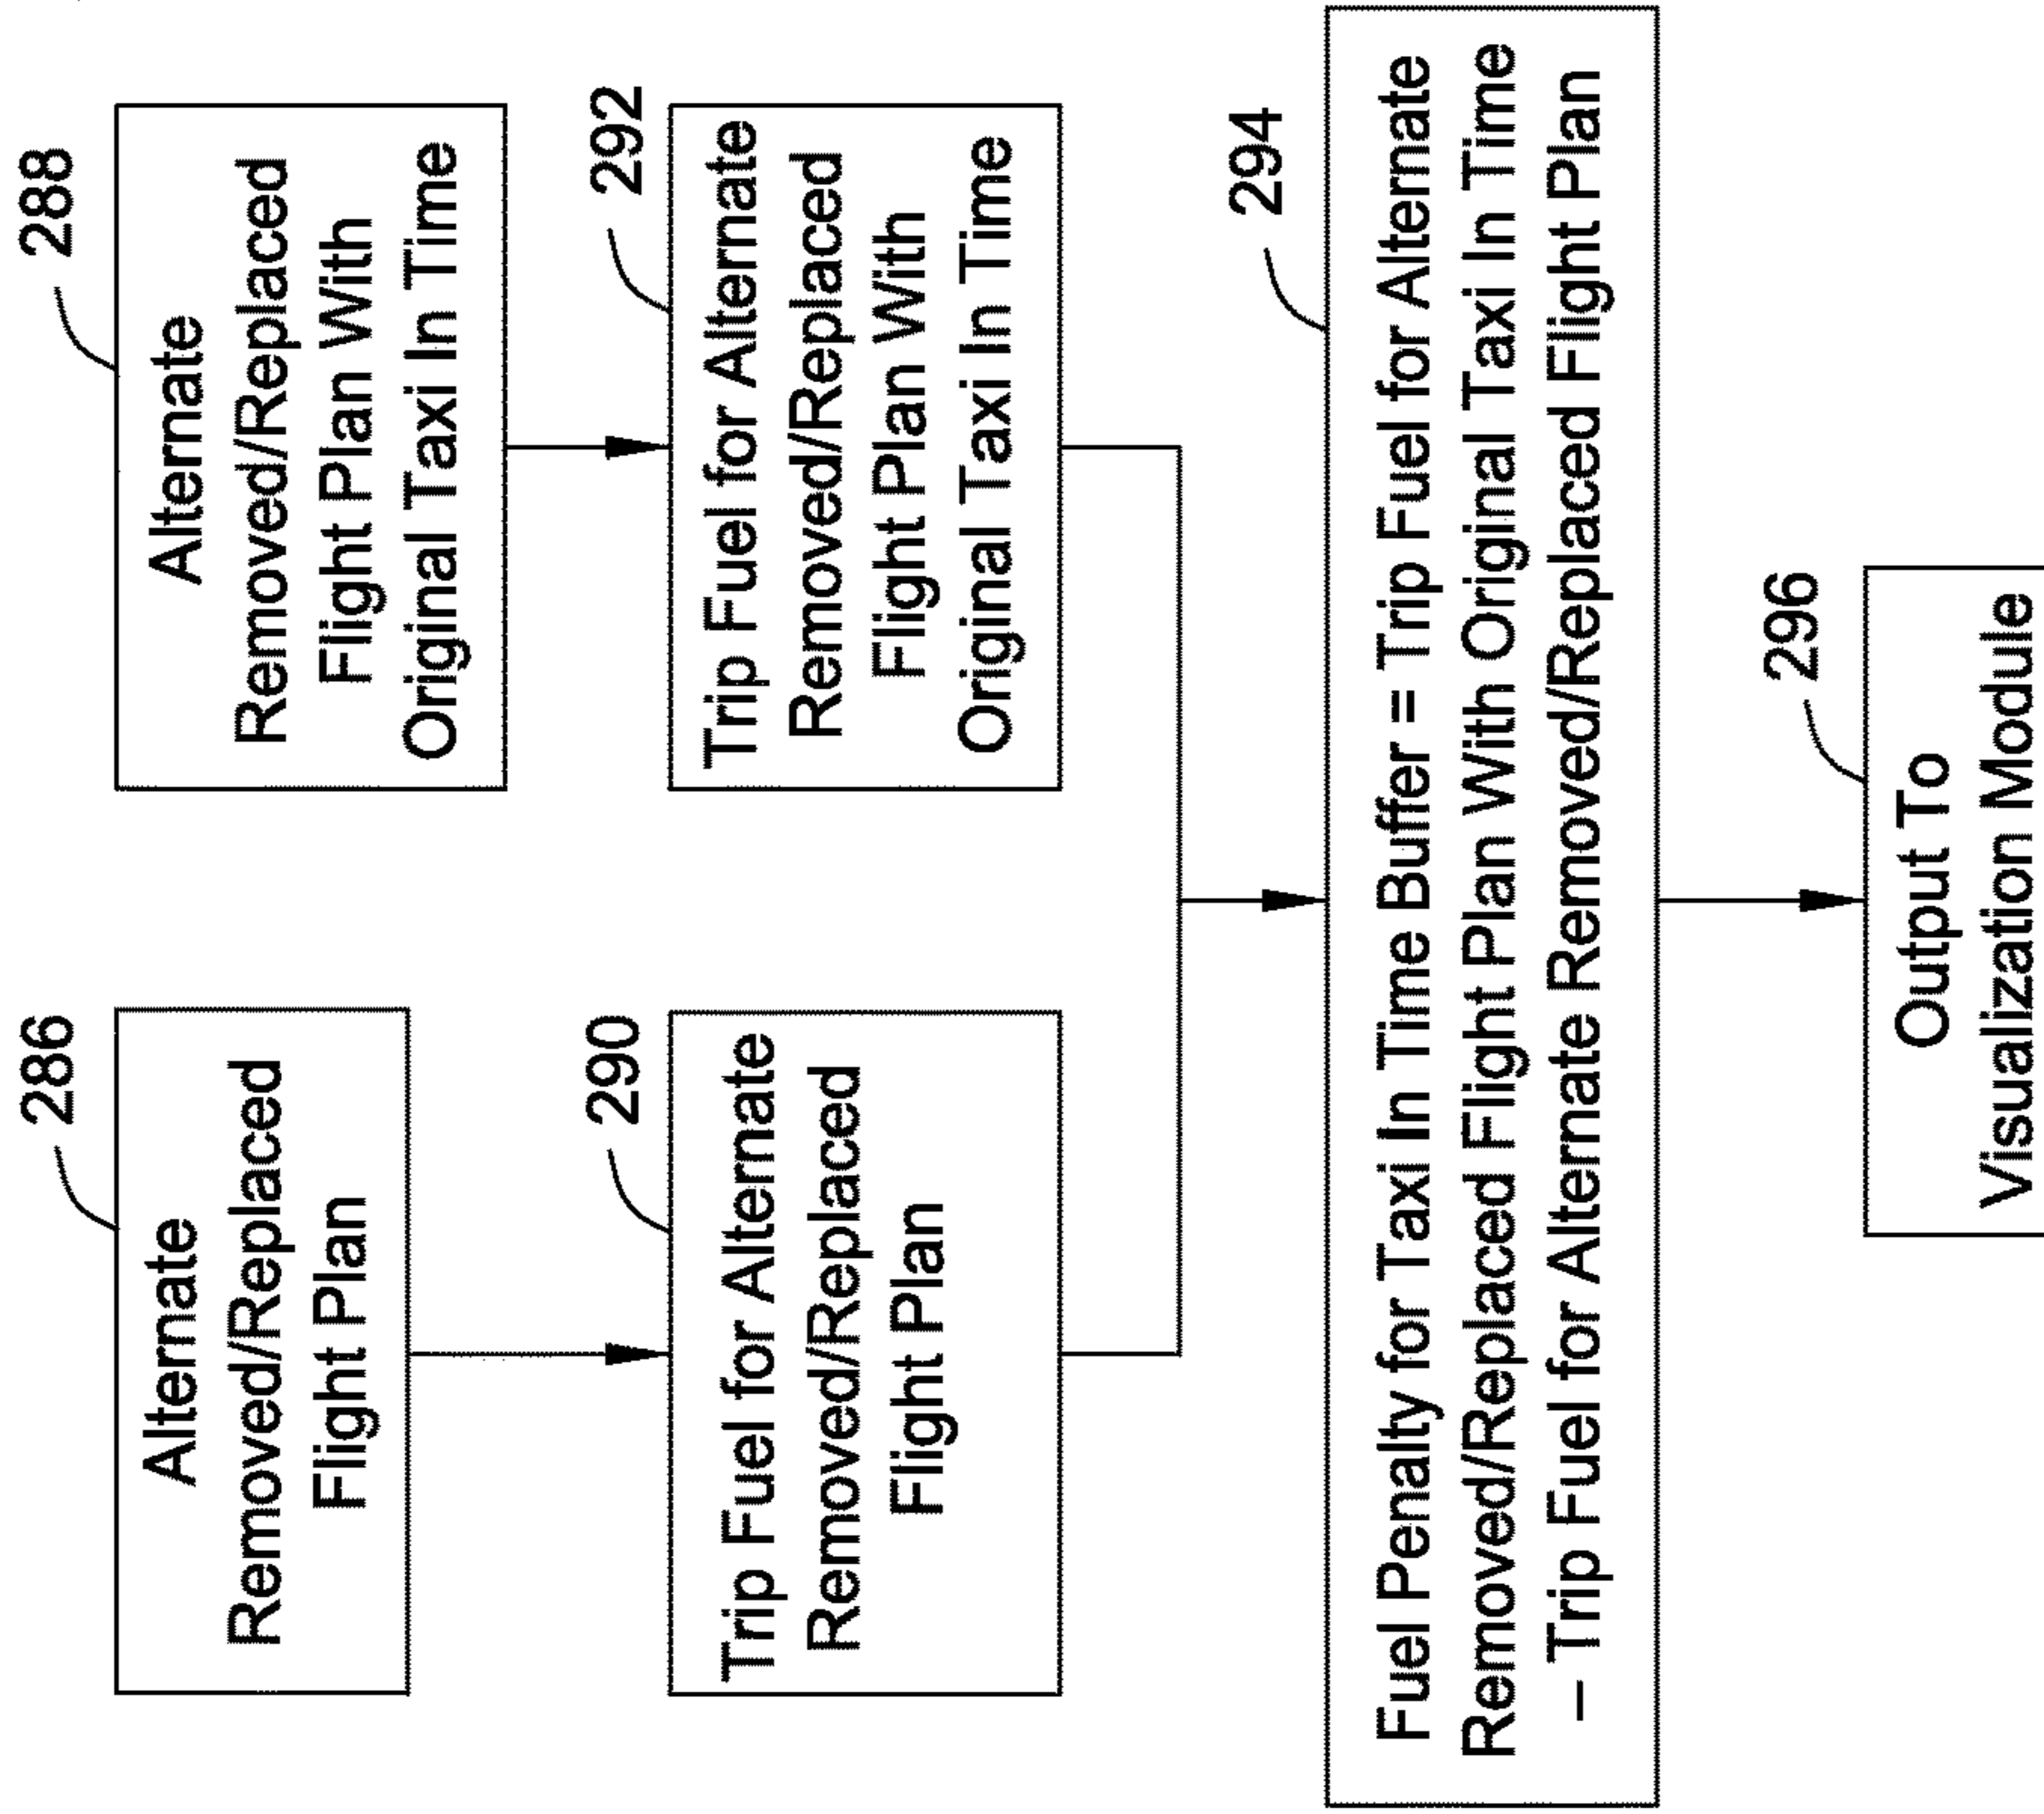 286
Alternate
Removed/Replaced
Flight Plan
288
Alternate
Removed/Replaced
Flight Plan With
Original Taxi In Time
290
Trip Fuel for Alternate
Removed/Replaced
Flight Plan
292
Trip Fuel for Alternate
Removed/Replaced
Flight Plan With
Original Taxi In Time
294
Fuel Penalty for Taxi In Time Buffer = Trip Fuel for Alternate
Removed/Replaced Flight Plan With Original Taxi In Time
– Trip Fuel for Alternate Removed/Replaced Flight Plan
296
Output To
Visualization Module